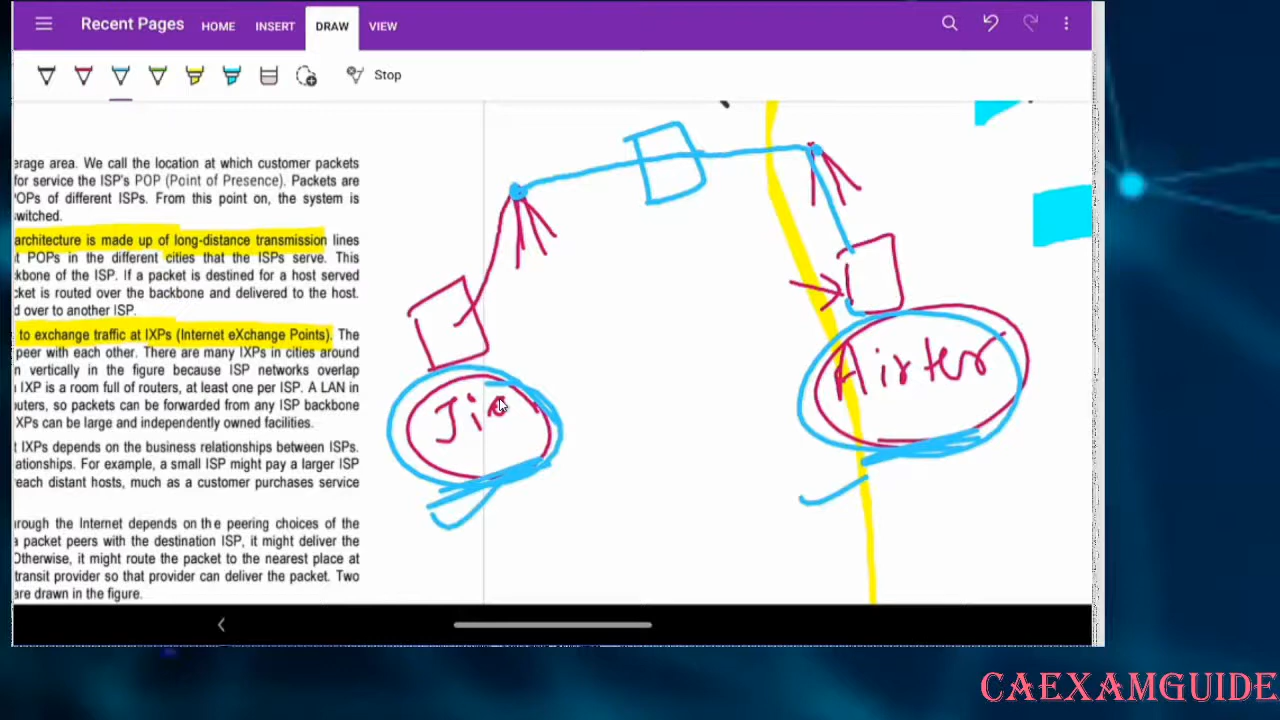 Recent Pages HOME INSERT DRAW VIEW
Stop
erage area. We call the location at which customer packets
for service the ISP's POP (Point of Presence). Packets are
POPs of different ISPs. From this point on, the system is
witched.
architecture is made up of long-distance transmission lines
t POPs in the different cities that the ISPs serve. This
kbone of the ISP. If a packet is destined for a host served
cket is routed over the backbone and delivered to the host.
d over to another ISP.
to exchange traffic at IXPs (Internet eXchange Points). The
peer with each other. There are many IXPs in cities around
n vertically in the figure because ISP networks overlap
IXP is a room full of routers, at least one per ISP. A LAN in
uters, so packets can be forwarded from any ISP backbone
XPs can be large and independently owned facilities.
t IXPs depends on the business relationships between ISPs.
ationships. For example, a small ISP might pay a larger ISP
reach distant hosts, much as a customer purchases service
rough the Internet depends on the peering choices of the
a packet peers with the destination ISP, it might deliver the
Otherwise, it might route the packet to the nearest place at
transit provider so that provider can deliver the packet. Two
are drawn in the figure.
Jio
Airter
CAEXAMGUIDE